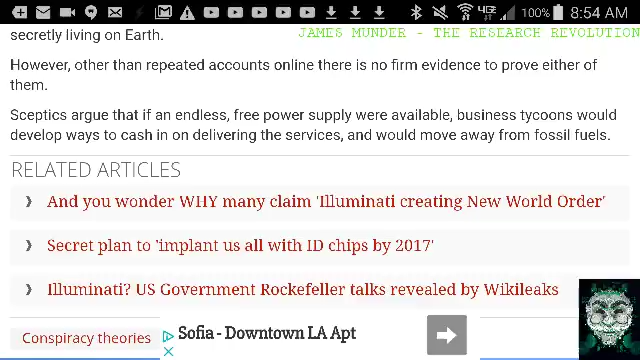 100% 8:54 AM
secretly living on Earth.
JAMES MUNDER - THE RESEARCH REVOLUTION
However, other than repeated accounts online there is no firm evidence to prove either of
them.
Sceptics argue that if an endless, free power supply were available, business tycoons would
develop ways to cash in on delivering the services, and would move away from fossil fuels.
RELATED ARTICLES
And you wonder WHY many claim 'Illuminati creating New World Order'
Secret plan to 'implant us all with ID chips by 2017'
Illuminati? US Government Rockefeller talks revealed by Wikileaks
Conspiracy theories
Sofia - Downtown LA Apt